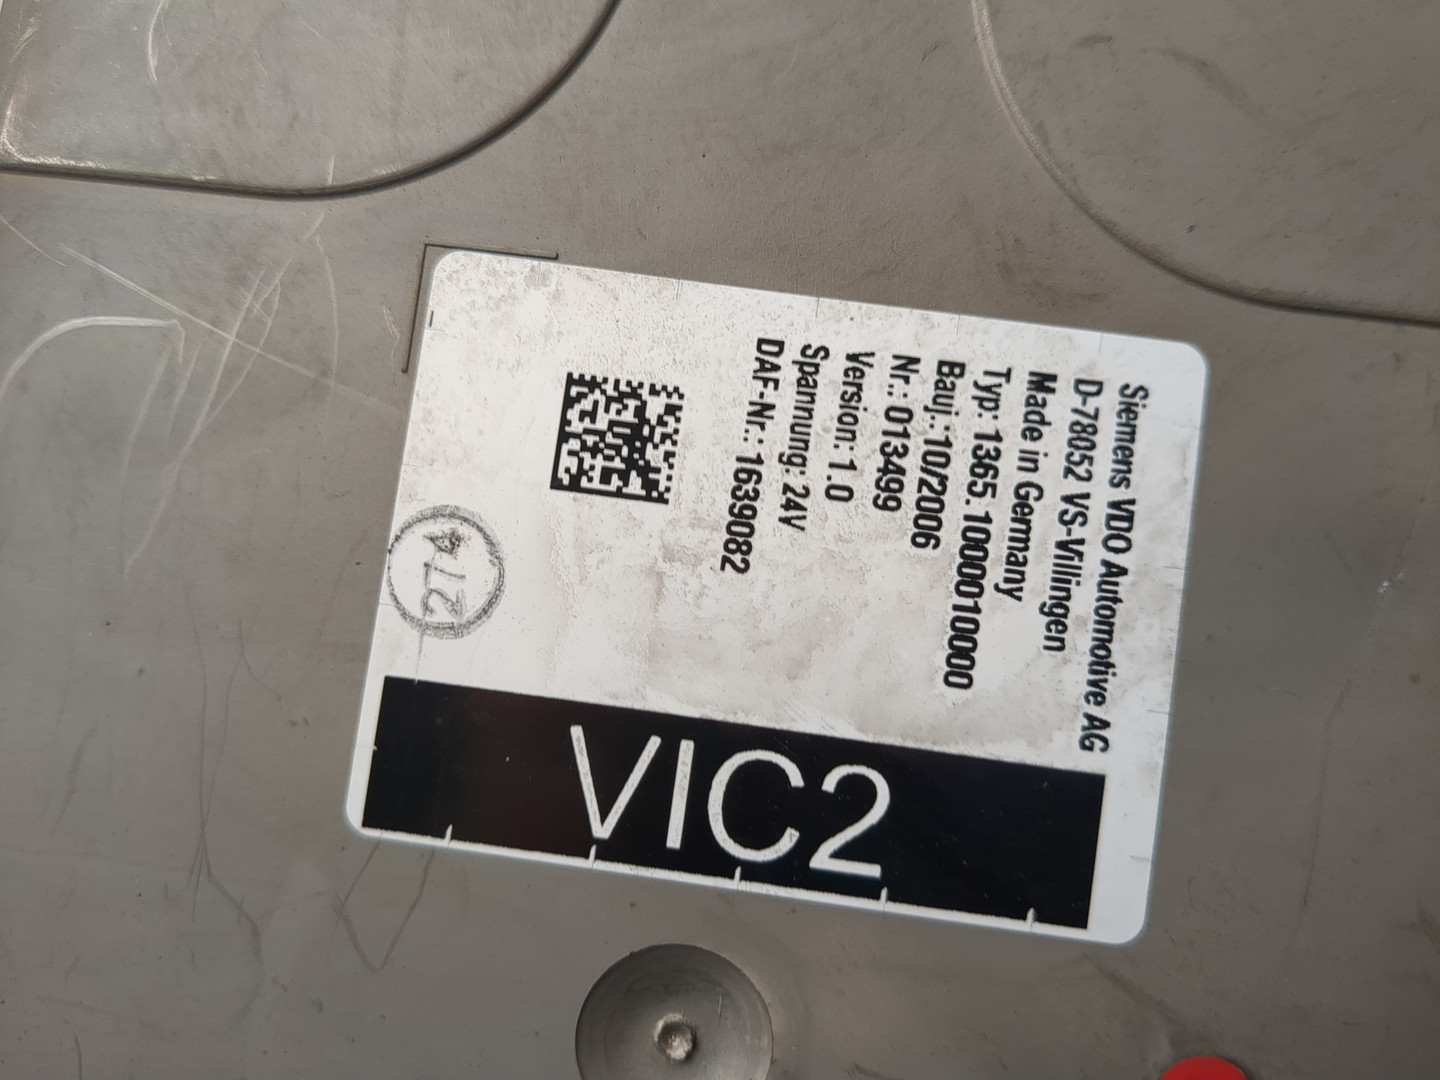 Siemens VDO Automotive AG
D-78052 VS-Villingen
Made in Germany
Typ: 1365.1000010000
Bauj.: 10/2006
Nr.: 013499
Version: 1.0
Spannung: 24V
DAF-Nr.: 1639082
274
VIC2